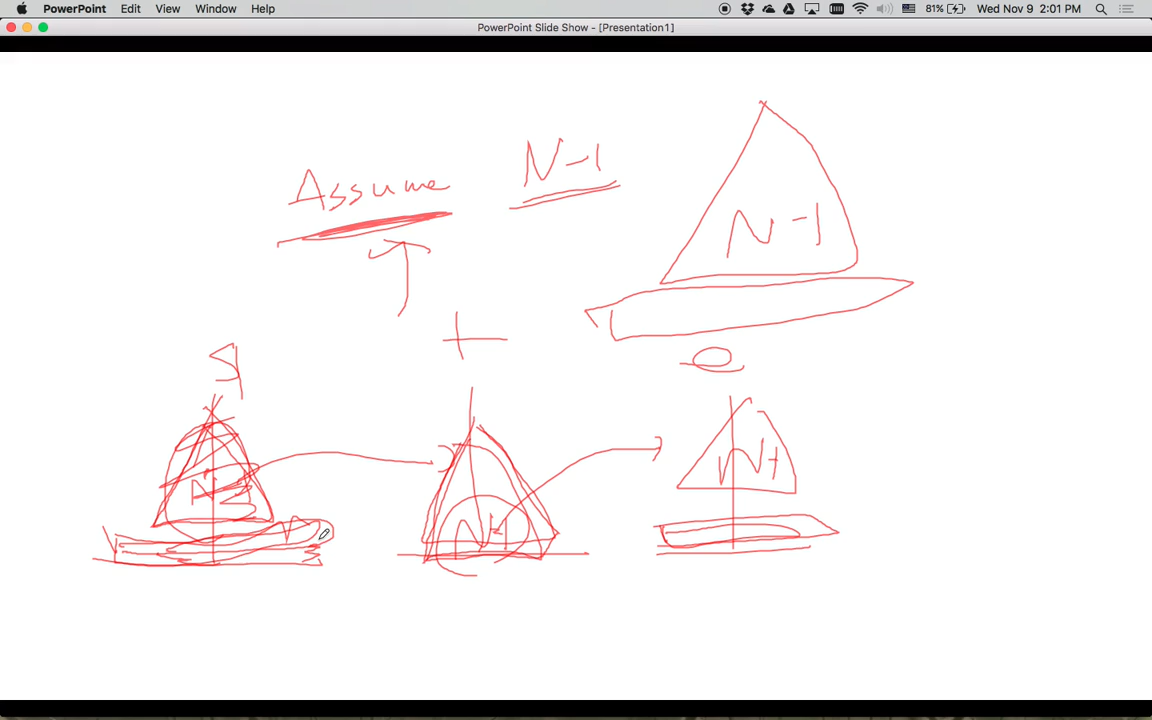 PowerPoint Edit View Window Help 81% Wed Nov 9 2:01 PM
PowerPoint Slide Show - [Presentation1]
Assume N-1
N-1
N-1